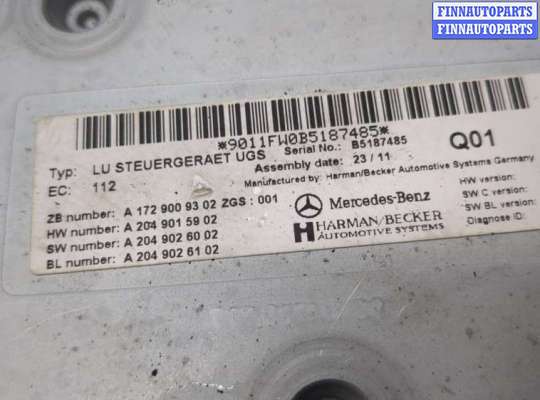 FINNAUTOPARTS
FINNAUTOPARTS
*9011FW0B5187485*
Typ: LU STEUERGERAET UGS Serial No.: B5187485 Q01
EC: 112 Assembly date: 23 / 11
Manufactured by: Harman/Becker Automotive Systems Germany
ZB number: A 172 900 93 02 ZGS : 001 Mercedes-Benz HW version:
HW number: A 204 901 59 02 SW C version:
SW number: A 204 902 60 02 HARMAN/BECKER SW BL version:
BL number: A 204 902 61 02 AUTOMOTIVE SYSTEMS Diagnose ID: